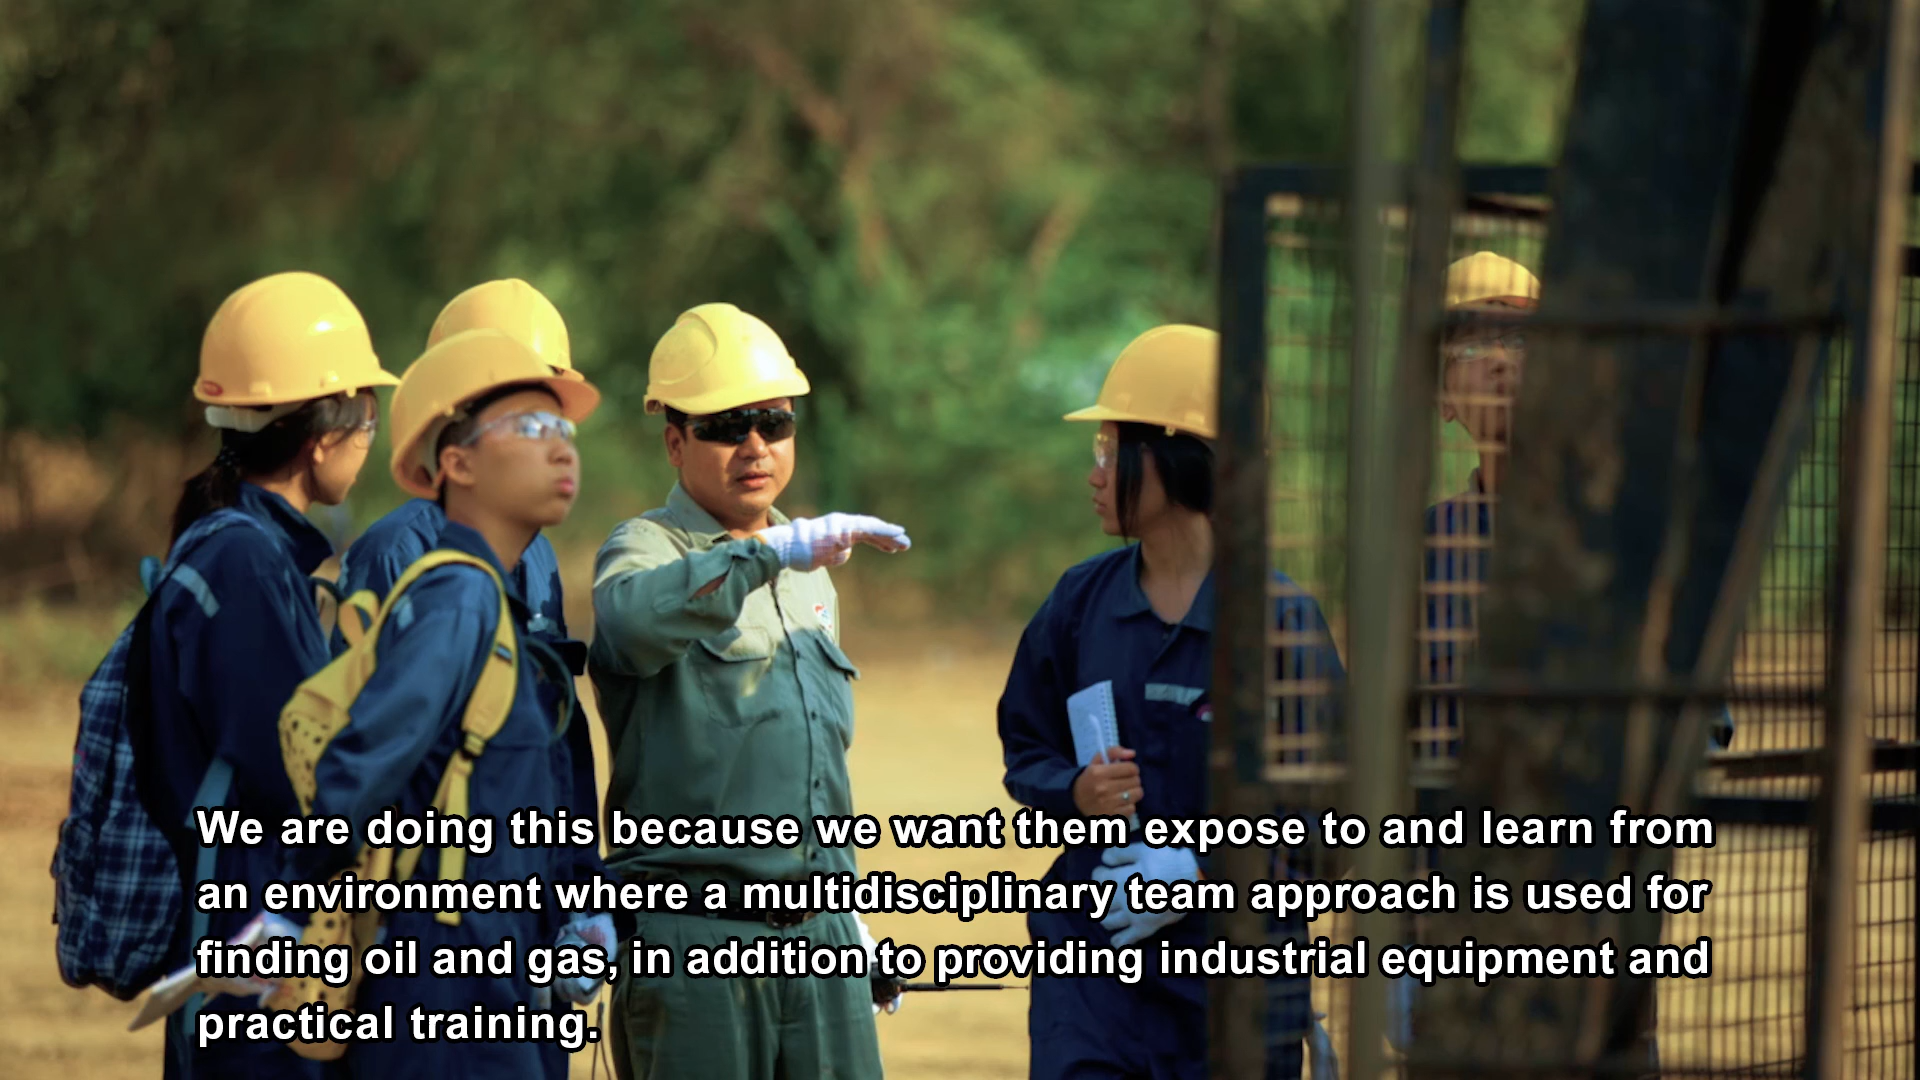 We are doing this because we want them expose to and learn from
an environment where a multidisciplinary team approach is used for
finding oil and gas, in addition to providing industrial equipment and
practical training.